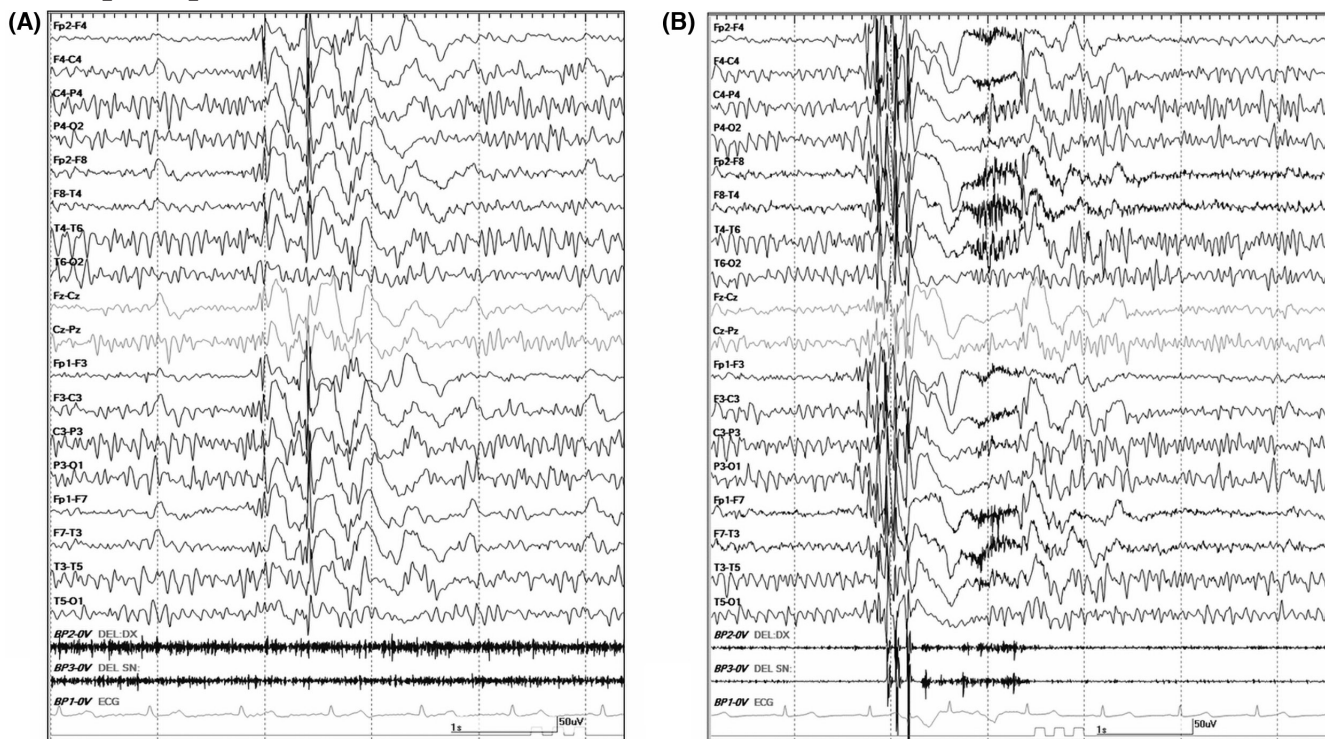 (A)
Fp2-F4
F4-C4
C4-P4
P4-O2
Fp2-F8
F8-T4
T4-T6
T6-O2
Fz-Cz
Cz-Pz
Fp1-F3
F3-C3
C3-P3
P3-O1
Fp1-F7
F7-T3
T3-T5
T5-O1
BP2-0V DEL:DX
BP3-0V DEL SN:
BP1-0V ECG
1s 50uV
(B)
Fp2-F4
F4-C4
C4-P4
P4-O2
Fp2-F8
F8-T4
T4-T6
T6-O2
Fz-Cz
Cz-Pz
Fp1-F3
F3-C3
C3-P3
P3-O1
Fp1-F7
F7-T3
T3-T5
T5-O1
BP2-0V DEL:DX
BP3-0V DEL SN:
BP1-0V ECG
1s 50uV